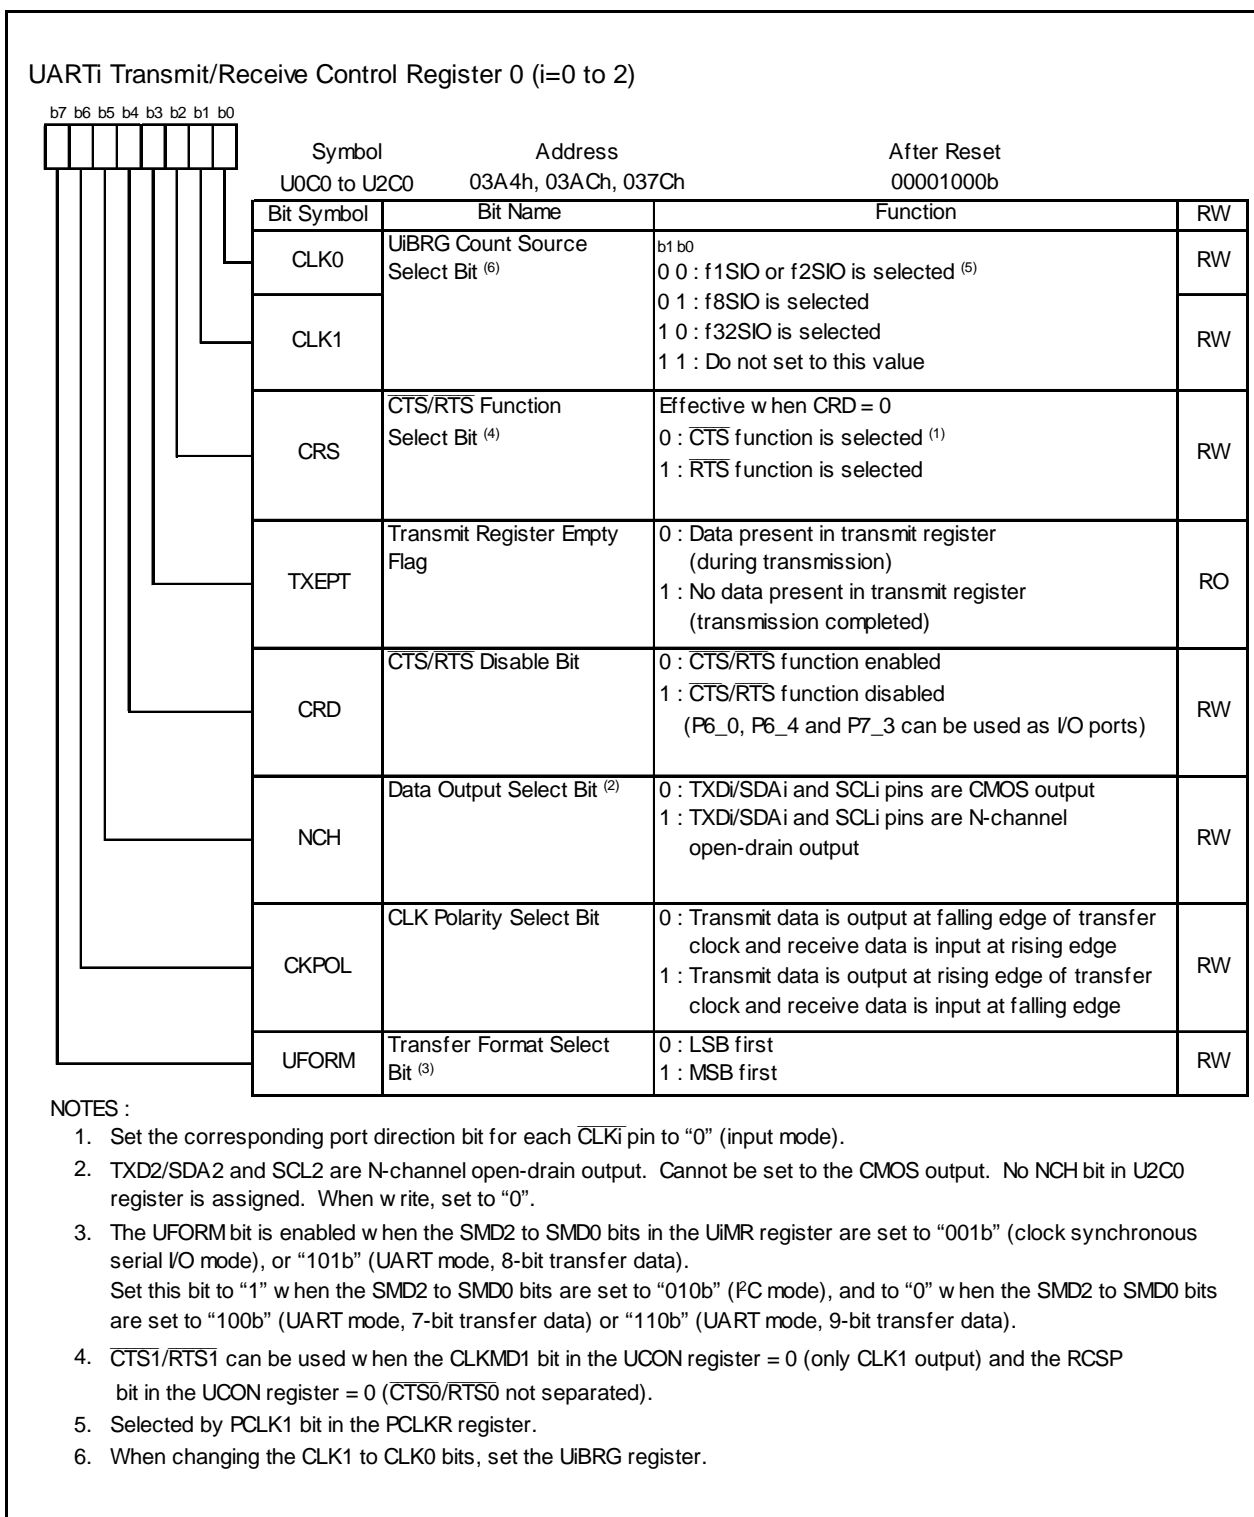 UARTi Transmit/Receive Control Register 0 (i=0 to 2)
b7 b6 b5 b4 b3 b2 b1 b0
Symbol Address After Reset
U0C0 to U2C0 03A4h, 03ACh, 037Ch 00001000b
Bit Symbol Bit Name Function RW
CLK0 UiBRG Count Source Select Bit (6) b1 b0
0 0 : f1SIO or f2SIO is selected (5) RW
0 1 : f8SIO is selected
CLK1 1 0 : f32SIO is selected RW
1 1 : Do not set to this value
CRS CTS/RTS Function Select Bit (4) Effective when CRD = 0
0 : CTS function is selected (1) RW
1 : RTS function is selected
TXEPT Transmit Register Empty Flag 0 : Data present in transmit register
(during transmission)
1 : No data present in transmit register RO
(transmission completed)
CRD CTS/RTS Disable Bit 0 : CTS/RTS function enabled
1 : CTS/RTS function disabled RW
(P6_0, P6_4 and P7_3 can be used as I/O ports)
NCH Data Output Select Bit (2) 0 : TXDi/SDAi and SCLi pins are CMOS output
1 : TXDi/SDAi and SCLi pins are N-channel RW
open-drain output
CKPOL CLK Polarity Select Bit 0 : Transmit data is output at falling edge of transfer
clock and receive data is input at rising edge
1 : Transmit data is output at rising edge of transfer RW
clock and receive data is input at falling edge
UFORM Transfer Format Select Bit (3) 0 : LSB first
1 : MSB first RW
NOTES :
1. Set the corresponding port direction bit for each CLKi pin to “0” (input mode).
2. TXD2/SDA2 and SCL2 are N-channel open-drain output. Cannot be set to the CMOS output. No NCH bit in U2C0
register is assigned. When write, set to “0”.
3. The UFORM bit is enabled when the SMD2 to SMD0 bits in the UiMR register are set to “001b” (clock synchronous
serial I/O mode), or “101b” (UART mode, 8-bit transfer data).
Set this bit to “1” when the SMD2 to SMD0 bits are set to “010b” (I²C mode), and to “0” when the SMD2 to SMD0 bits
are set to “100b” (UART mode, 7-bit transfer data) or “110b” (UART mode, 9-bit transfer data).
4. CTS1/RTS1 can be used when the CLKMD1 bit in the UCON register = 0 (only CLK1 output) and the RCSP
bit in the UCON register = 0 (CTS0/RTS0 not separated).
5. Selected by PCLK1 bit in the PCLKR register.
6. When changing the CLK1 to CLK0 bits, set the UiBRG register.